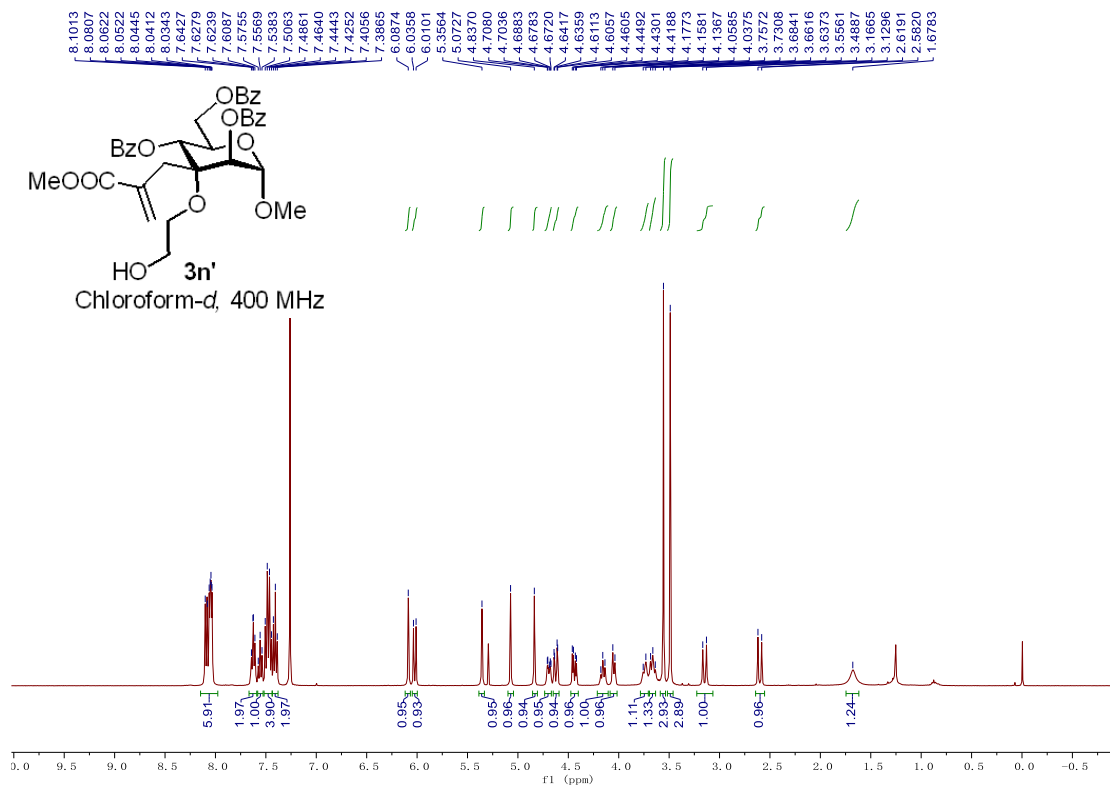 8.1013 8.0807 8.0622 8.0522 8.0445 8.0412 8.0343 7.6427 7.6279 7.6239 7.6087 7.5755 7.5569 7.5383 7.5063 7.4861 7.4640 7.4443 7.4252 7.4056 7.3865 6.0874 6.0358 6.0101 5.3564 5.0727 4.8370 4.7080 4.7036 4.6883 4.6783 4.6720 4.6417 4.6359 4.6113 4.6057 4.4605 4.4492 4.4301 4.4188 4.1773 4.1581 4.1367 4.0585 4.0375 3.7572 3.7308 3.6841 3.6616 3.6373 3.5561 3.4887 3.1665 3.1296 2.6191 2.5820 1.6783
OBz
OBz
BzO
O
MeOOC
O
OMe
HO
3n'
Chloroform-d, 400 MHz
5.91 1.97 1.00 3.90 1.97 0.95 0.93 0.95 0.96 0.94 0.95 0.94 0.96 1.00 0.96 1.11 1.33 2.93 2.89 1.00 0.96 1.24
0.0 9.5 9.0 8.5 8.0 7.5 7.0 6.5 6.0 5.5 5.0 4.5 4.0 3.5 3.0 2.5 2.0 1.5 1.0 0.5 0.0 -0.5
f1 (ppm)